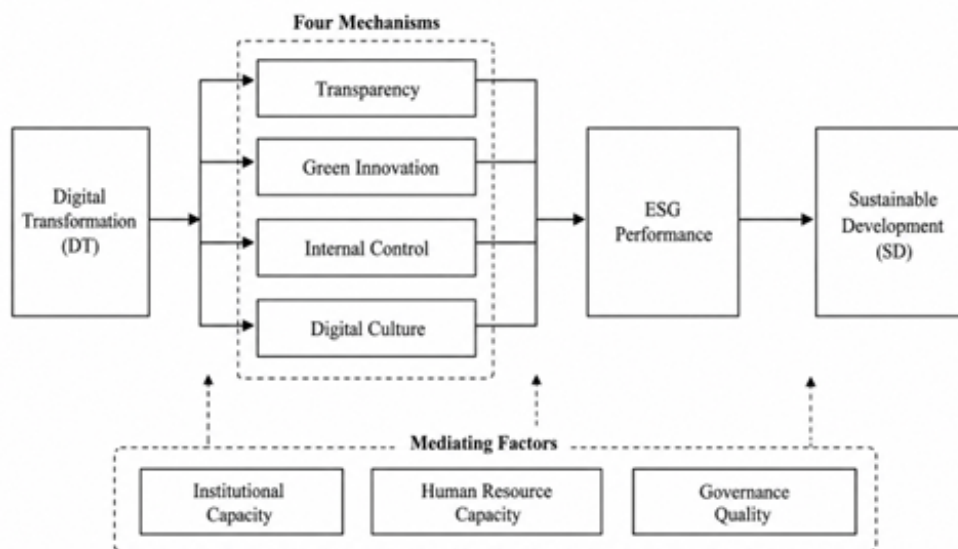 Four Mechanisms
Transparency
Green Innovation
Internal Control
Digital Culture
Digital
Transformation
(DT)
ESG
Performance
Sustainable
Development
(SD)
Mediating Factors
Institutional
Capacity
Human Resource
Capacity
Governance
Quality